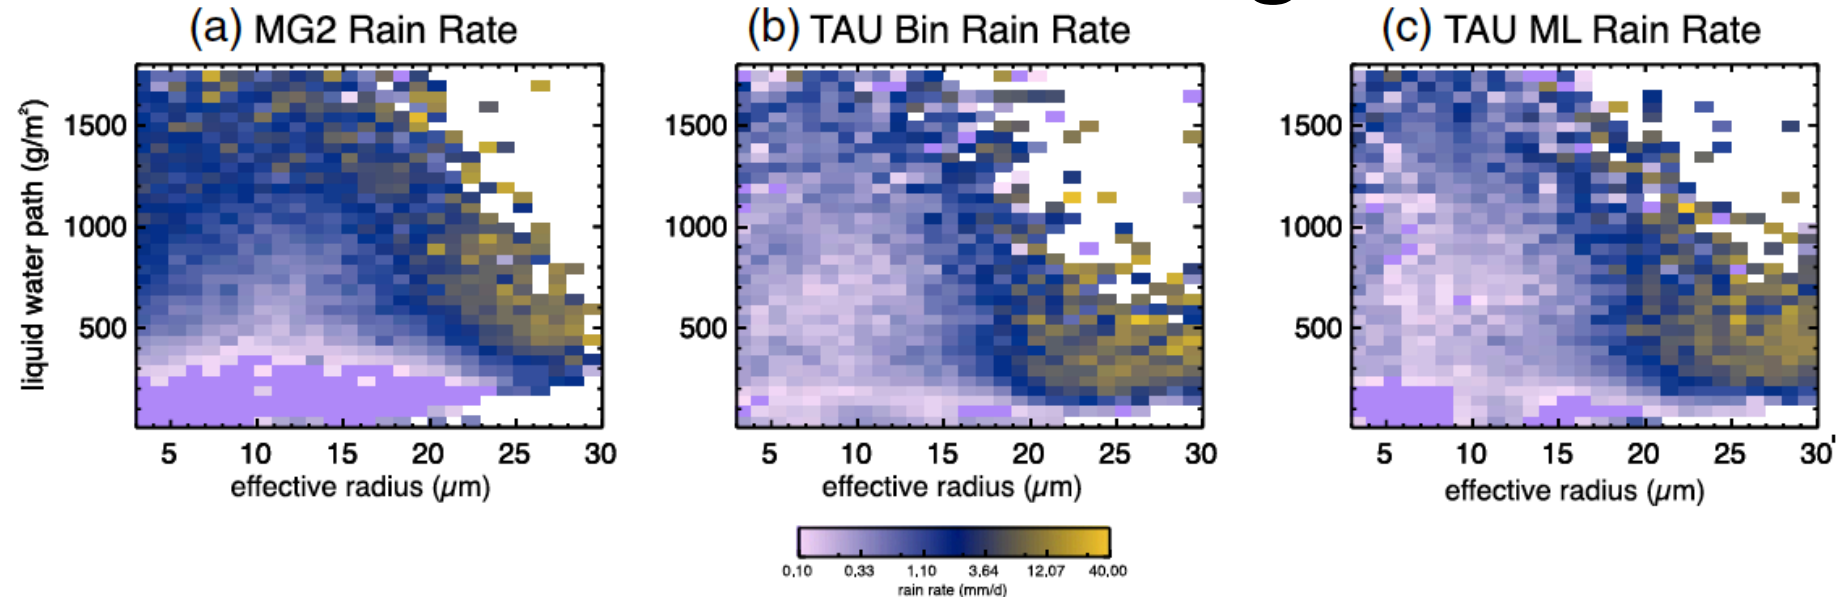 (a) MG2 Rain Rate
(b) TAU Bin Rain Rate
(c) TAU ML Rain Rate
liquid water path (g/m²)
1500
1000
500
5 10 15 20 25 30
effective radius (μm)
1500
1000
500
5 10 15 20 25 30
effective radius (μm)
1500
1000
500
5 10 15 20 25 30'
effective radius (μm)
0,10 0,33 1,10 3,64 12,07 40,00
rain rate (mm/d)